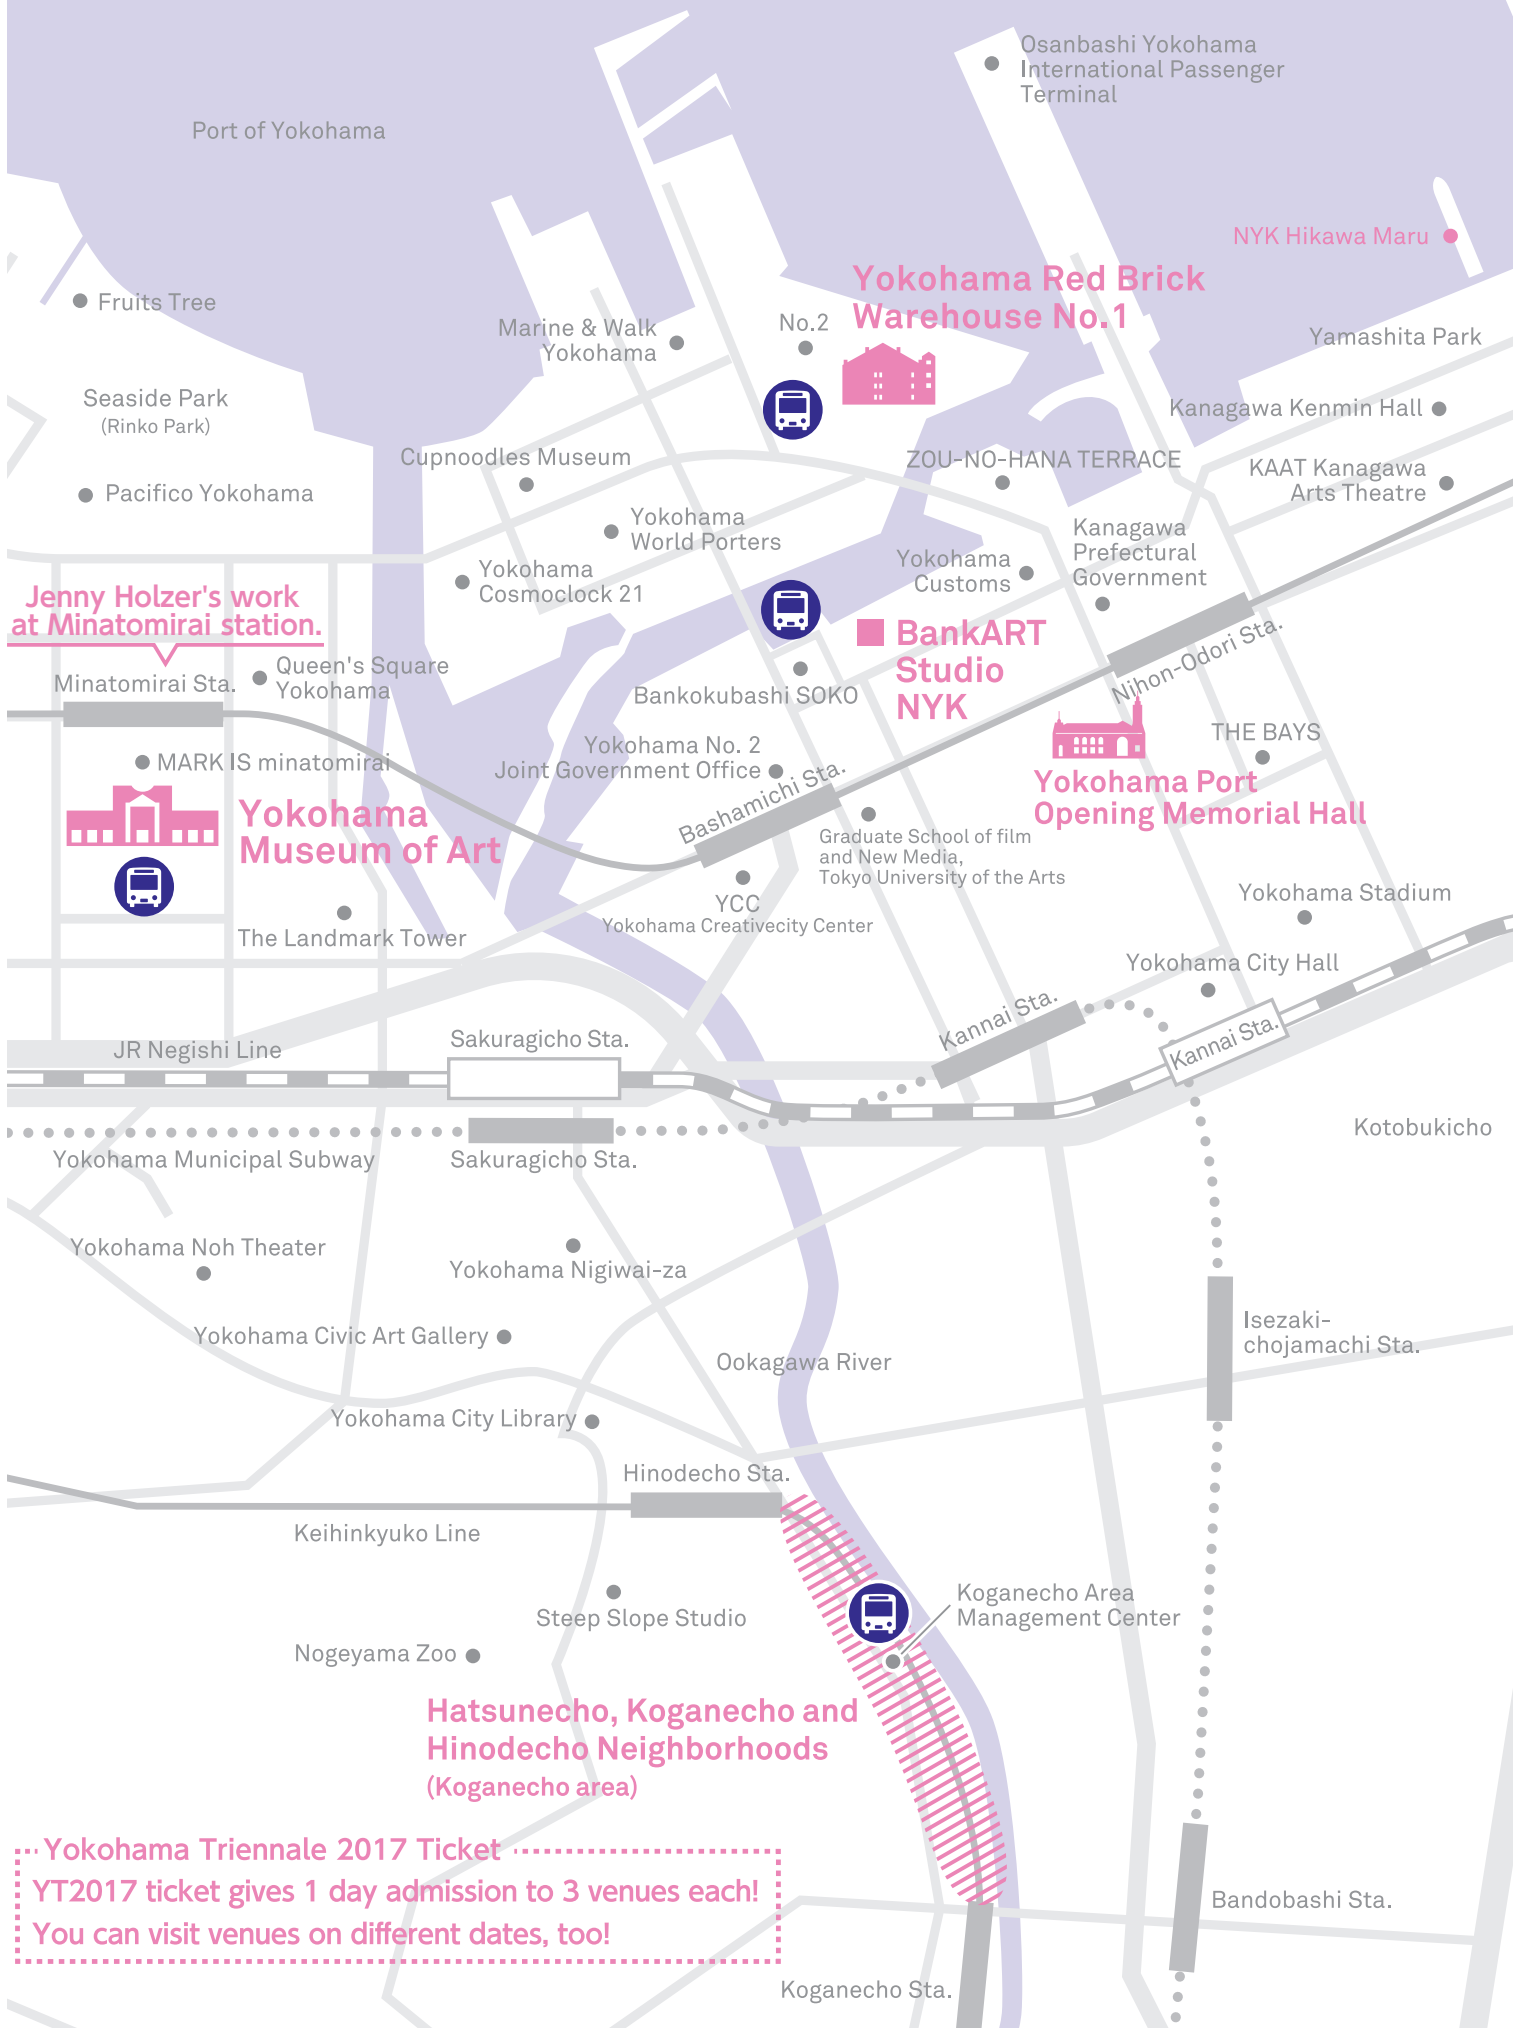 Osanbashi Yokohama
International Passenger
Terminal
Port of Yokohama
NYK Hikawa Maru
Yokohama Red Brick
Warehouse No.1
Fruits Tree
Marine & Walk
Yokohama
No.2
Yamashita Park
Seaside Park
(Rinko Park)
Kanagawa Kenmin Hall
Cupnoodles Museum
ZOU-NO-HANA TERRACE
KAAT Kanagawa
Arts Theatre
Pacifico Yokohama
Yokohama
World Porters
Kanagawa
Prefectural
Government
Yokohama
Customs
Yokohama
Cosmoclock 21
Jenny Holzer's work
at Minatomirai station.
BankART
Studio
NYK
Nihon-Odori Sta.
Minatomirai Sta.
Queen's Square
Yokohama
Bankokubashi SOKO
THE BAYS
MARK IS minatomirai
Yokohama No. 2
Joint Government Office
Bashamichi Sta.
Yokohama Port
Opening Memorial Hall
Yokohama
Museum of Art
Graduate School of film
and New Media,
Tokyo University of the Arts
YCC
Yokohama Creativecity Center
Yokohama Stadium
The Landmark Tower
Yokohama City Hall
Kannai Sta.
Kannai Sta.
JR Negishi Line
Sakuragicho Sta.
Kotobukicho
Yokohama Municipal Subway
Sakuragicho Sta.
Yokohama Noh Theater
Yokohama Nigiwai-za
Yokohama Civic Art Gallery
Isezaki-
chojamachi Sta.
Ookagawa River
Yokohama City Library
Hinodecho Sta.
Keihinkyuko Line
Koganecho Area
Management Center
Steep Slope Studio
Nogeyama Zoo
Hatsunecho, Koganecho and
Hinodecho Neighborhoods
(Koganecho area)
Yokohama Triennale 2017 Ticket
YT2017 ticket gives 1 day admission to 3 venues each!
You can visit venues on different dates, too!
Bandobashi Sta.
Koganecho Sta.